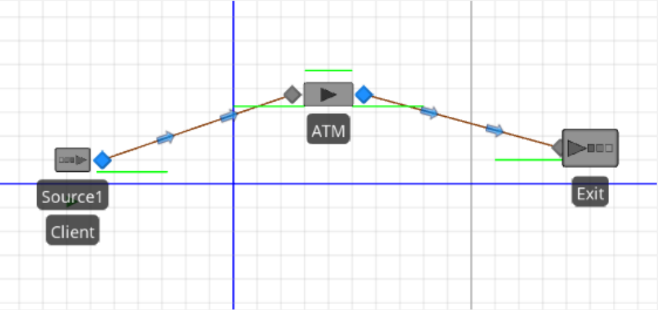 ATM
Source1
Exit
Client